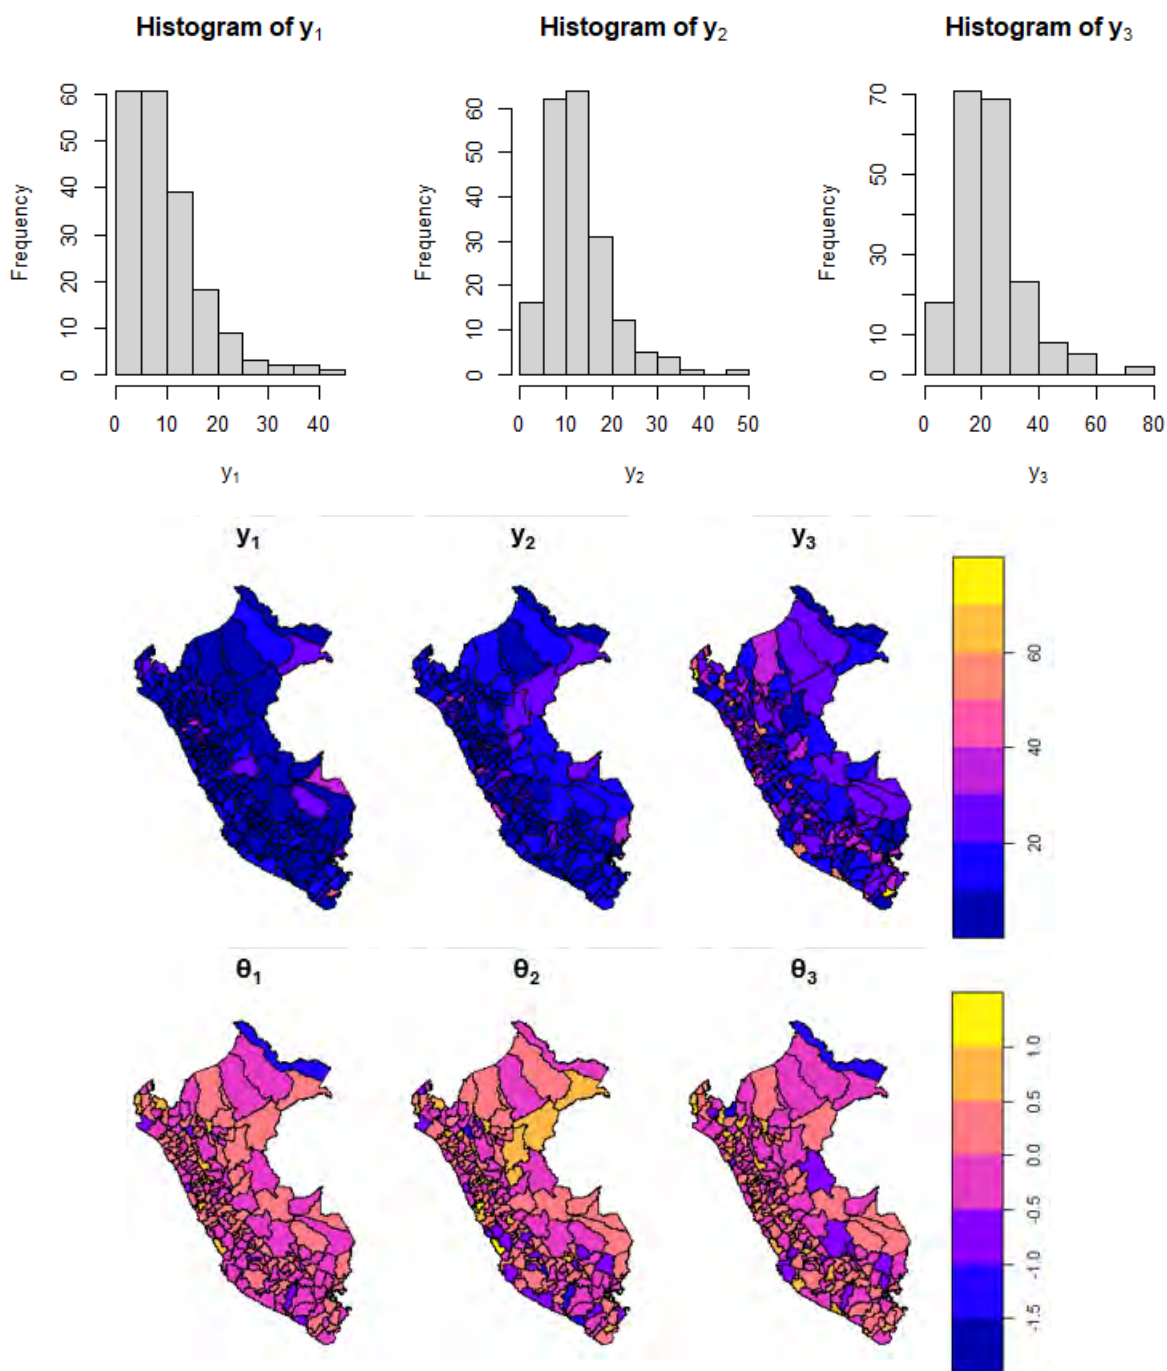 Histogram of y₁ Histogram of y₂ Histogram of y₃
Frequency
0 10 20 30 40 50 60
0 10 20 30 40
y₁
Frequency
0 10 20 30 40 50 60
0 10 20 30 40 50
y₂
Frequency
0 10 30 50 70
0 20 40 60 80
y₃
y₁ y₂ y₃
60
40
20
θ₁ θ₂ θ₃
1.0
0.5
0.0
-0.5
-1.0
-1.5